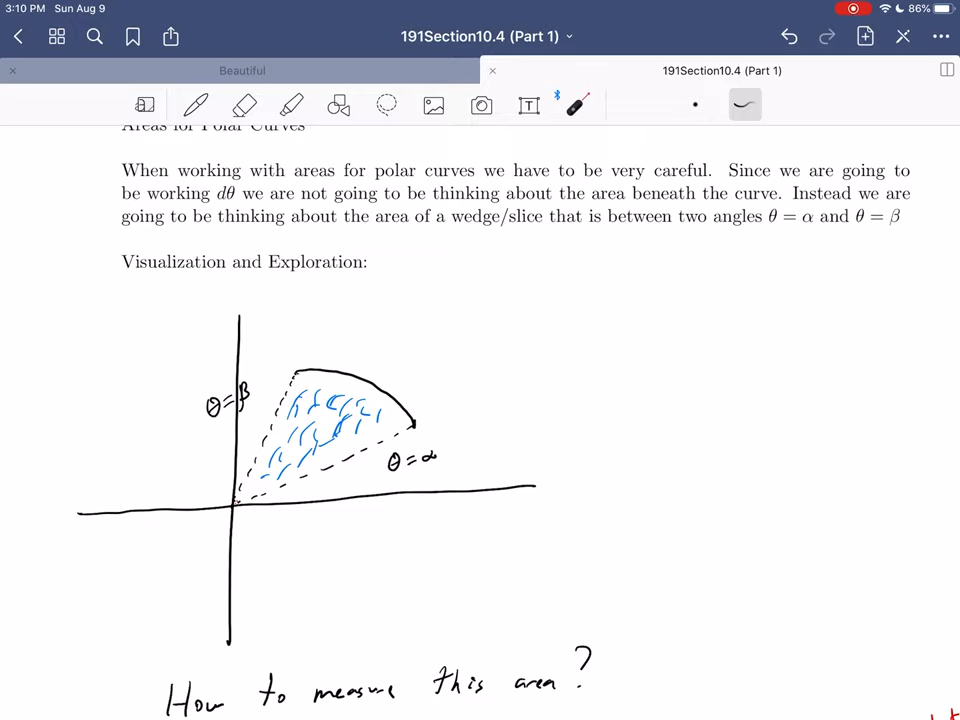 3:10 PM Sun Aug 9
86%
191Section10.4 (Part 1)
Beautiful
191Section10.4 (Part 1)
T
Areas for Polar Curves
When working with areas for polar curves we have to be very careful. Since we are going to
be working dθ we are not going to be thinking about the area beneath the curve. Instead we are
going to be thinking about the area of a wedge/slice that is between two angles θ = α and θ = β
Visualization and Exploration:
θ = β
θ = α
How to measure this area?